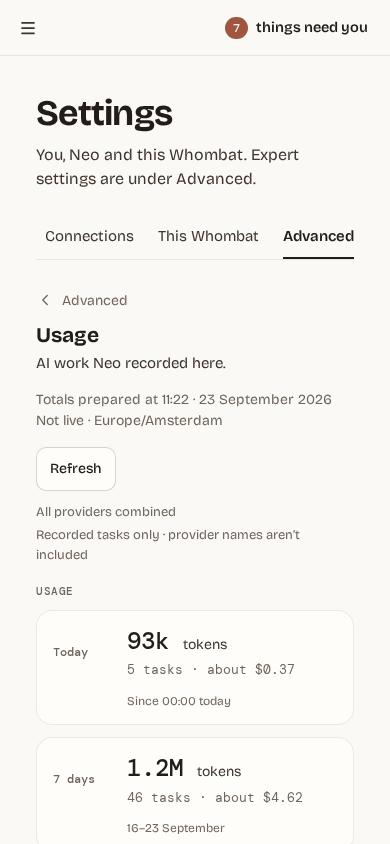 7 things need you
Settings
You, Neo and this Whombat. Expert
settings are under Advanced.
Connections This Whombat Advanced
Advanced
Usage
AI work Neo recorded here.
Totals prepared at 11:22 · 23 September 2026
Not live · Europe/Amsterdam
Refresh
All providers combined
Recorded tasks only · provider names aren't
included
USAGE
Today 93k tokens
5 tasks · about $0.37
Since 00:00 today
7 days 1.2M tokens
46 tasks · about $4.62
16–23 September